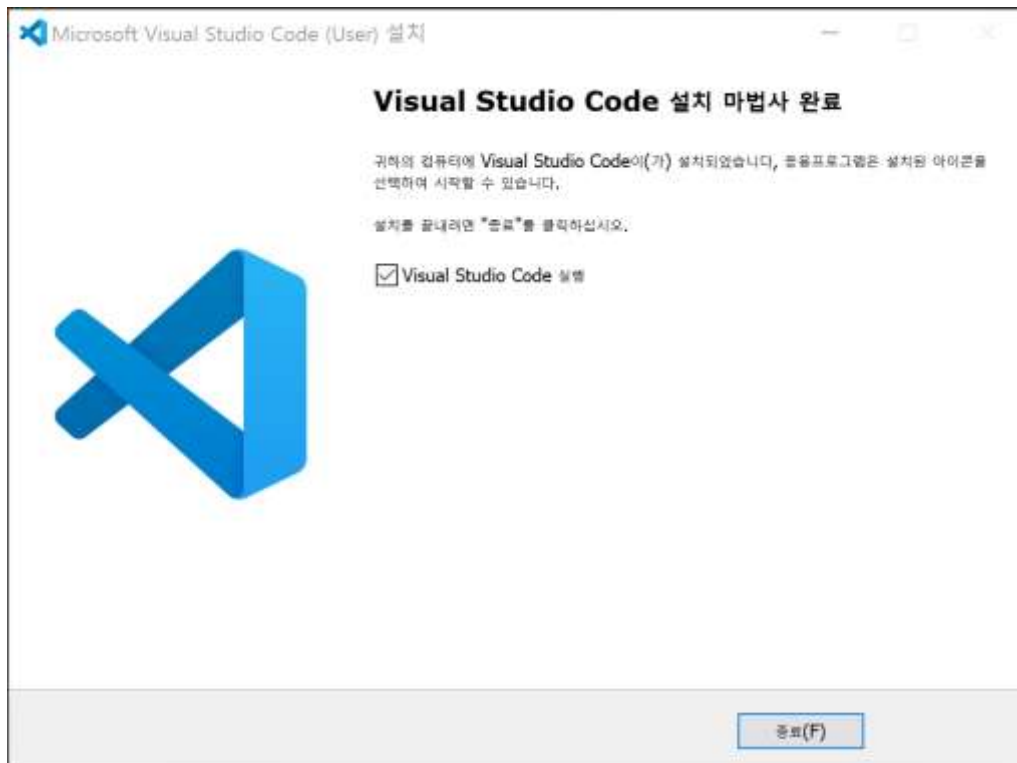 Microsoft Visual Studio Code (User) 설치
Visual Studio Code 설치 마법사 완료
귀하의 컴퓨터에 Visual Studio Code이(가) 설치되었습니다, 응용프로그램은 설치된 아이콘을
선택하여 시작할 수 있습니다.
설치를 끝내려면 "종료"를 클릭하십시오.
Visual Studio Code 실행
종료(F)